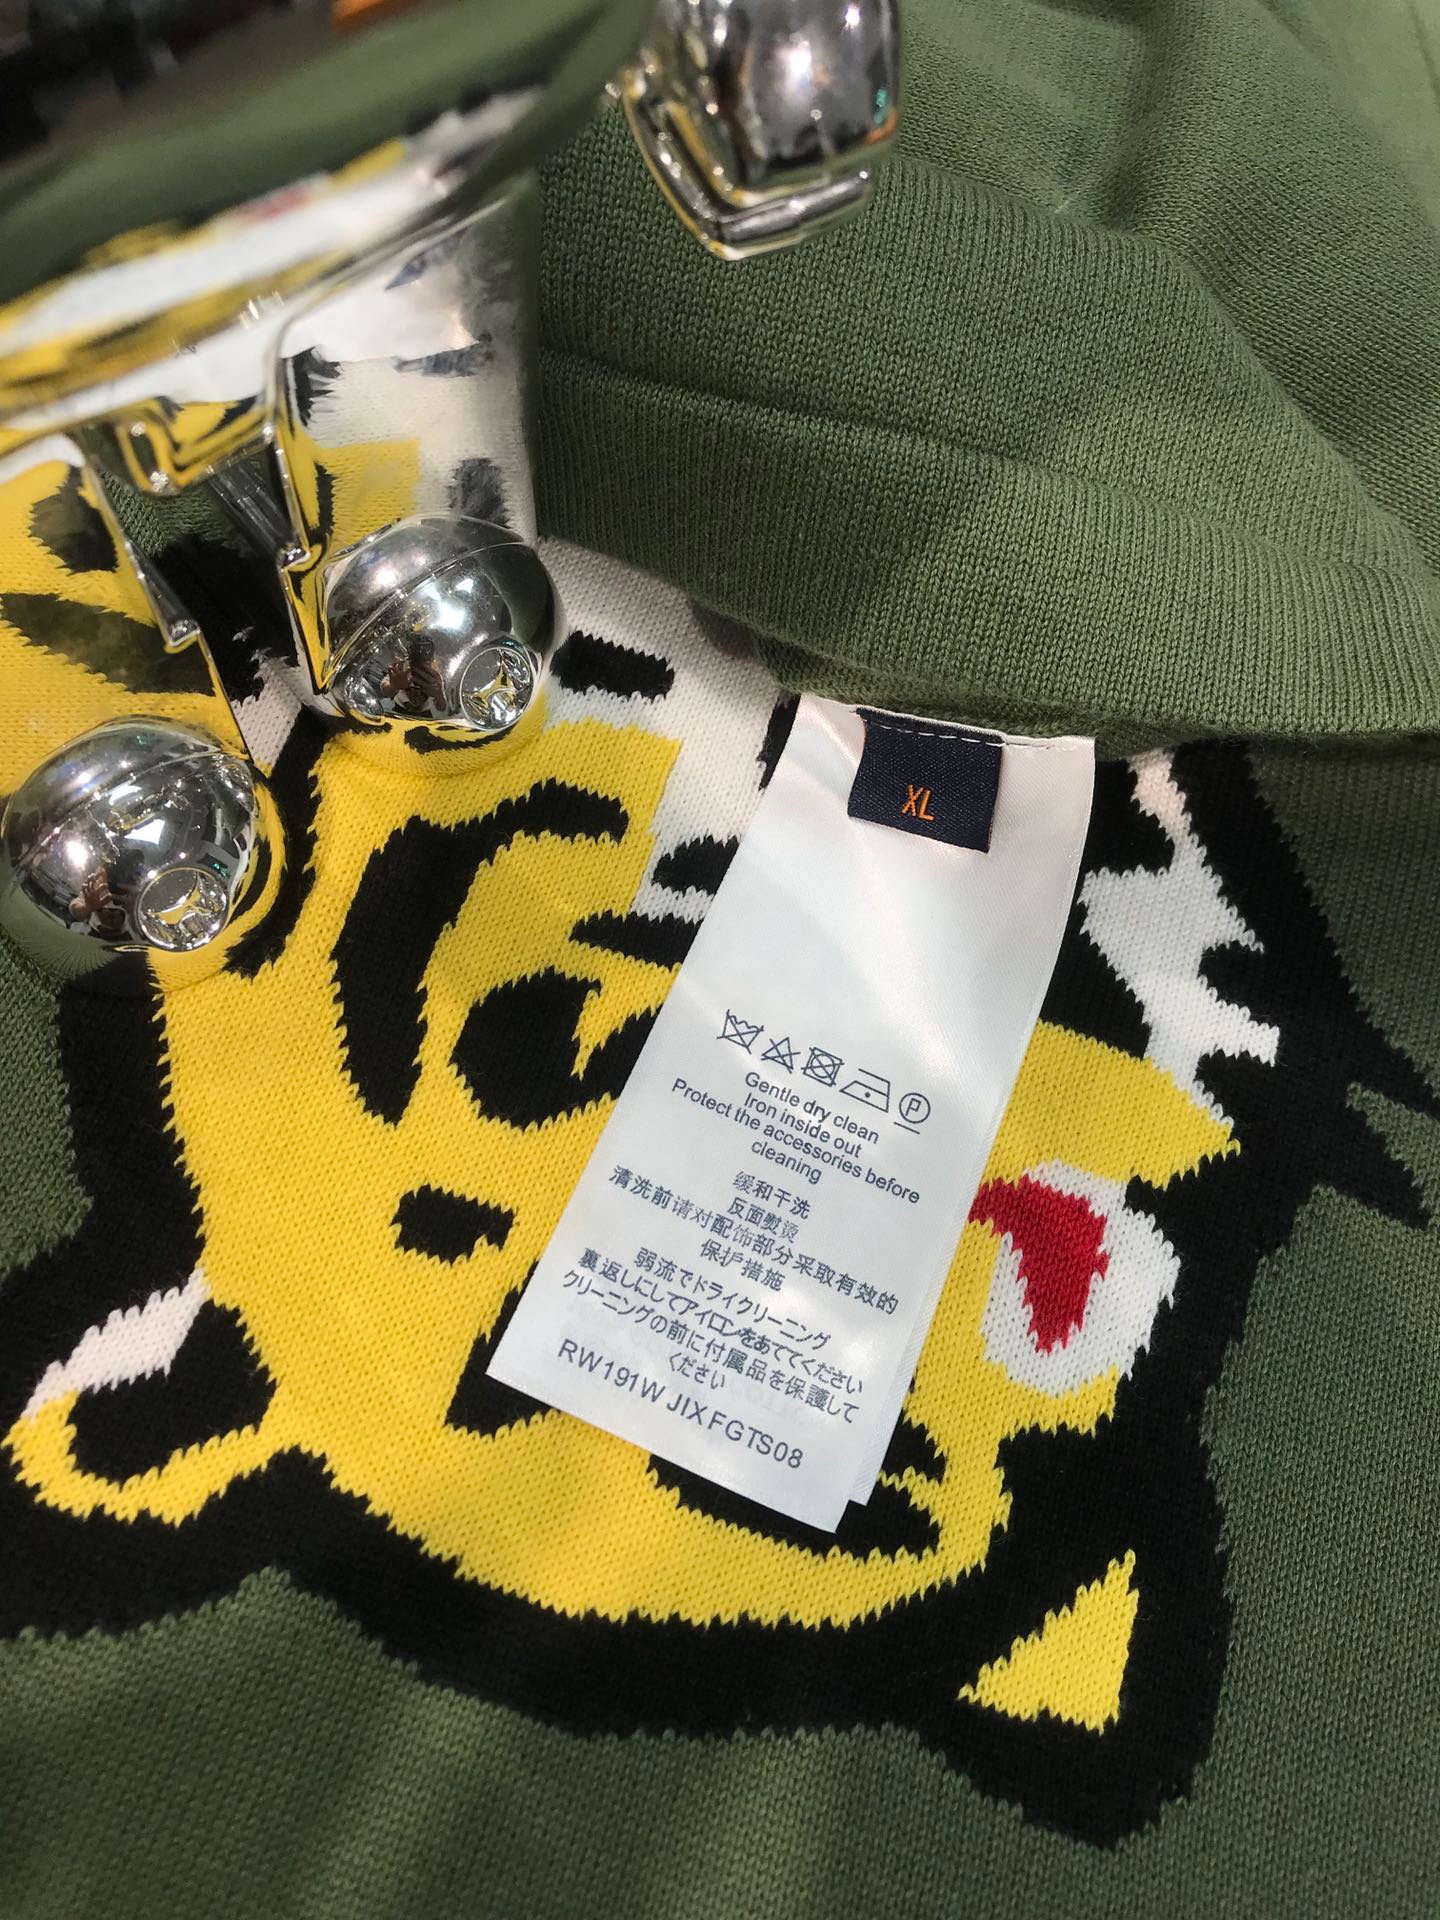 XL
P
Gentle dry clean
Iron inside out
Protect the accessories before
cleaning
缓和干洗
反面熨烫
清洗前请对配饰部分采取有效的
保护措施
弱流でドライクリーニング
裏返しにしてアイロンをあててください
クリーニングの前に付属品を保護して
ください
RW191W JIX FGTS08